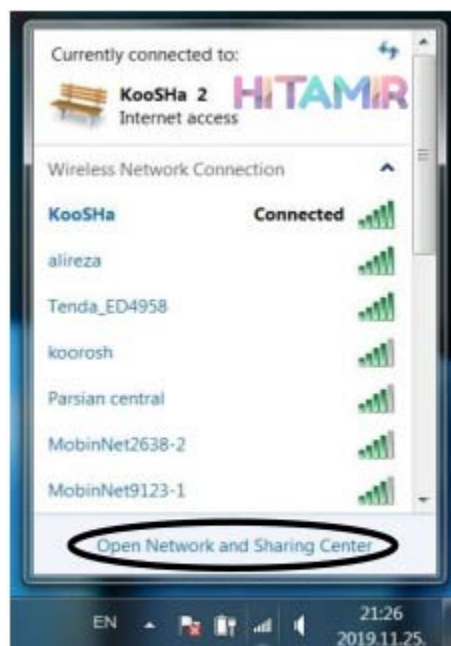 Currently connected to:
KooSHa 2
HITAMIR
Internet access
Wireless Network Connection
KooSHa Connected
alireza
Tenda_ED4958
koorosh
Parsian central
MobinNet2638-2
MobinNet9123-1
Open Network and Sharing Center
EN 21:26
2019.11.25.